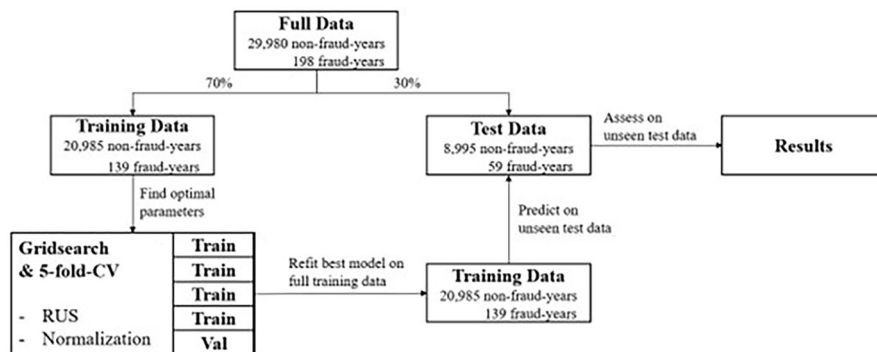 Full Data
29,980 non-fraud-years
198 fraud-years
70%
30%
Training Data
20,985 non-fraud-years
139 fraud-years
Test Data
8,995 non-fraud-years
59 fraud-years
Assess on
unseen test data
Results
Find optimal
parameters
Predict on
unseen test data
Gridsearch
& 5-fold-CV
- RUS
- Normalization
Train
Train
Train
Train
Val
Refit best model on
full training data
Training Data
20,985 non-fraud-years
139 fraud-years